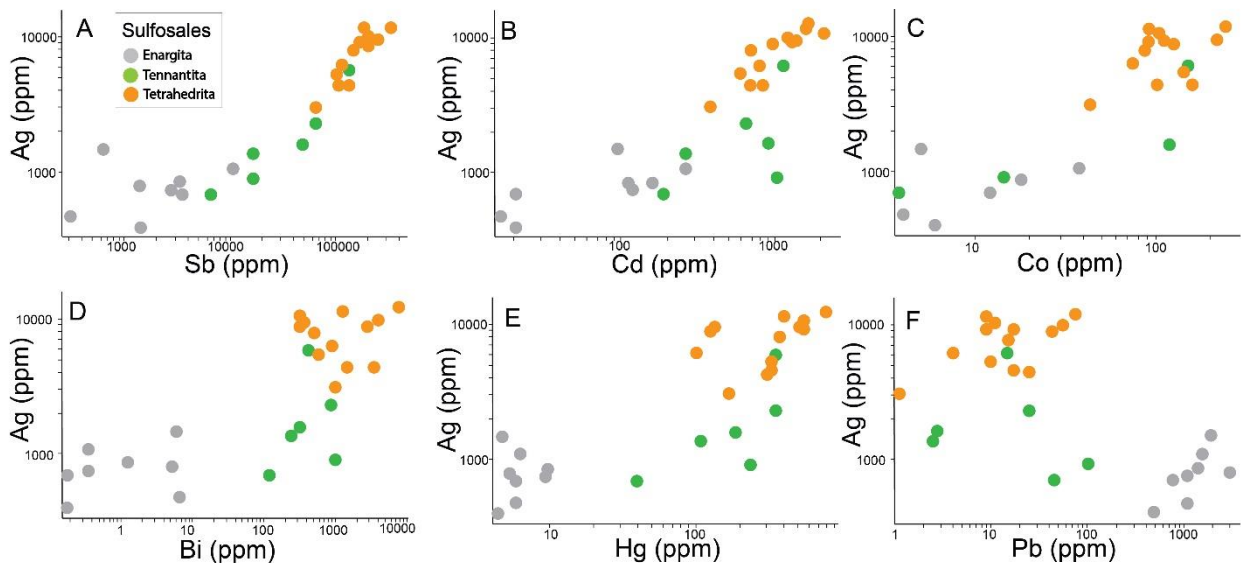 A
Sulfosales
Enargita
Tennantita
Tetrahedrita
10000
1000
Ag (ppm)
1000
10000
100000
Sb (ppm)
B
10000
1000
Ag (ppm)
100
1000
Cd (ppm)
C
10000
1000
Ag (ppm)
10
100
Co (ppm)
D
10000
1000
Ag (ppm)
1
10
100
1000
10000
Bi (ppm)
E
10000
1000
Ag (ppm)
10
100
Hg (ppm)
F
10000
1000
Ag (ppm)
1
10
100
1000
Pb (ppm)